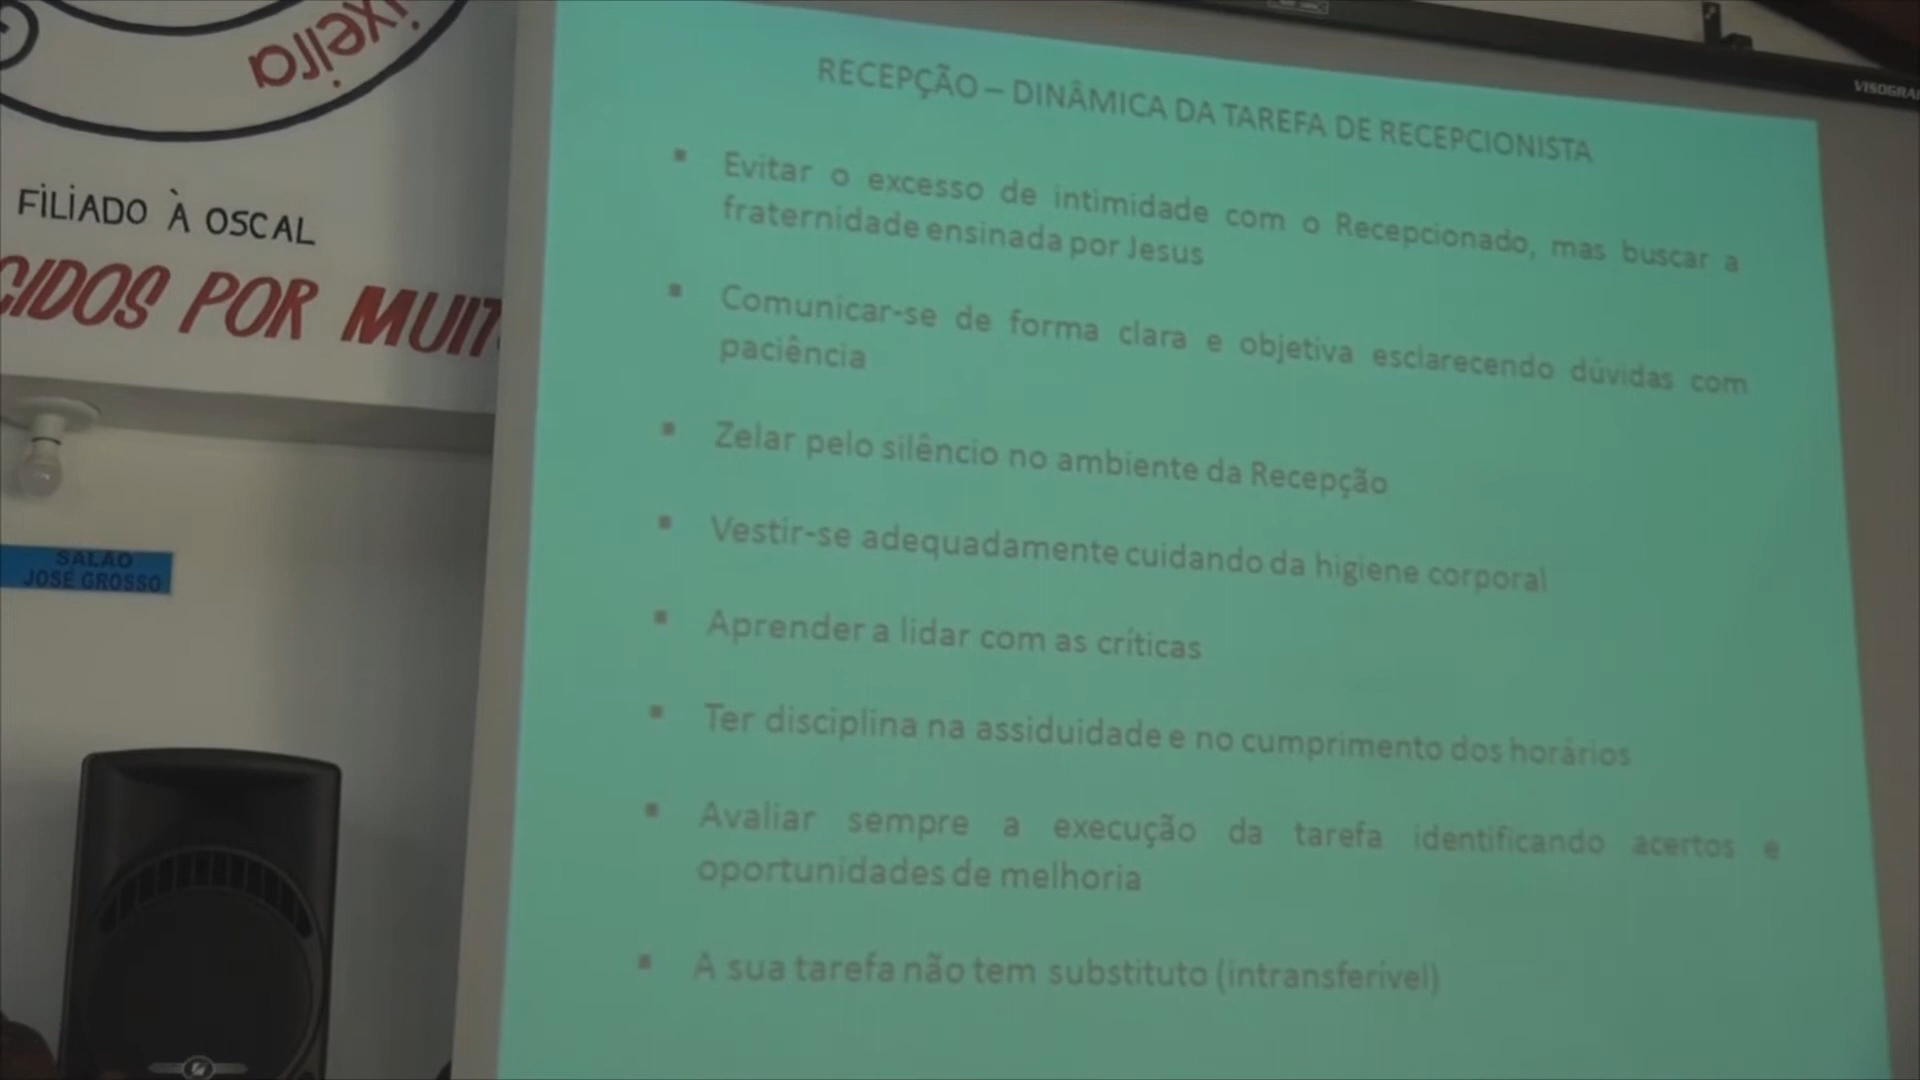 ixeira
FILIADO À OSCAL
CIDOS POR MUIT
SALÃO
JOSÉ GROSSO
RECEPÇÃO – DINÂMICA DA TAREFA DE RECEPCIONISTA
▪ Evitar o excesso de intimidade com o Recepcionado, mas buscar a
fraternidade ensinada por Jesus
▪ Comunicar-se de forma clara e objetiva esclarecendo dúvidas com
paciência
▪ Zelar pelo silêncio no ambiente da Recepção
▪ Vestir-se adequadamente cuidando da higiene corporal
▪ Aprender a lidar com as críticas
▪ Ter disciplina na assiduidade e no cumprimento dos horários
▪ Avaliar sempre a execução da tarefa identificando acertos e
oportunidades de melhoria
▪ A sua tarefa não tem substituto (intransferível)
VISOGRA